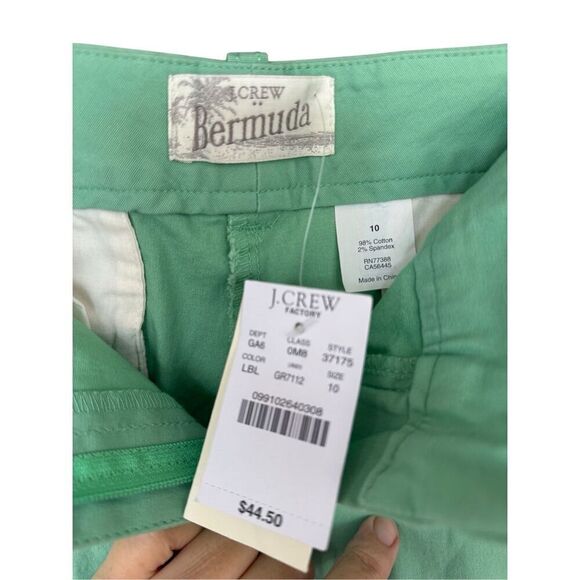 J.CREW
Bermuda
10
98% Cotton
2% Spandex
RN77388
CA56445
Made in China
J.CREW
FACTORY
DEPT CLASS STYLE
GA6 0M8 37175
COLOR SIZE
LBL GR7112 10
099102640308
$44.50